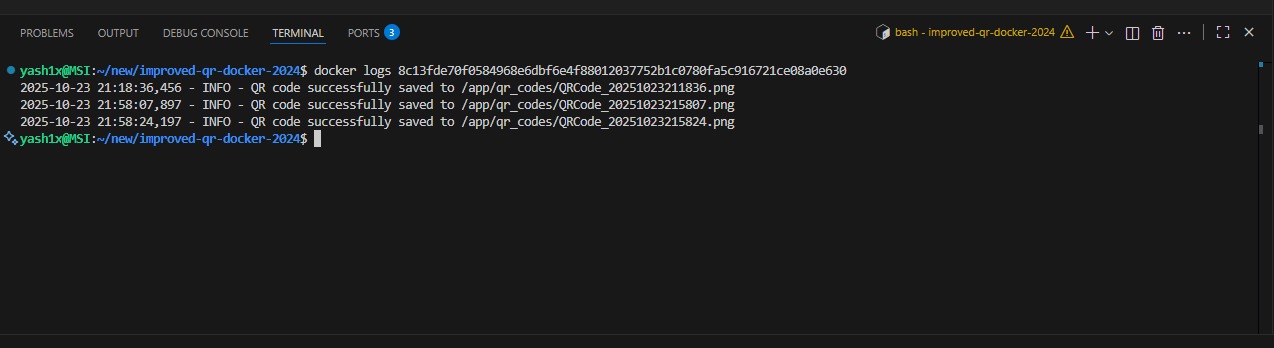 PROBLEMS OUTPUT DEBUG CONSOLE TERMINAL PORTS 3 bash - improved-qr-docker-2024
yash1x@MSI:~/new/improved-qr-docker-2024$ docker logs 8c13fde70f0584968e6dbf6e4f88012037752b1c0780fa5c916721ce08a0e630
2025-10-23 21:18:36,456 - INFO - QR code successfully saved to /app/qr_codes/QRCode_20251023211836.png
2025-10-23 21:58:07,897 - INFO - QR code successfully saved to /app/qr_codes/QRCode_20251023215807.png
2025-10-23 21:58:24,197 - INFO - QR code successfully saved to /app/qr_codes/QRCode_20251023215824.png
yash1x@MSI:~/new/improved-qr-docker-2024$